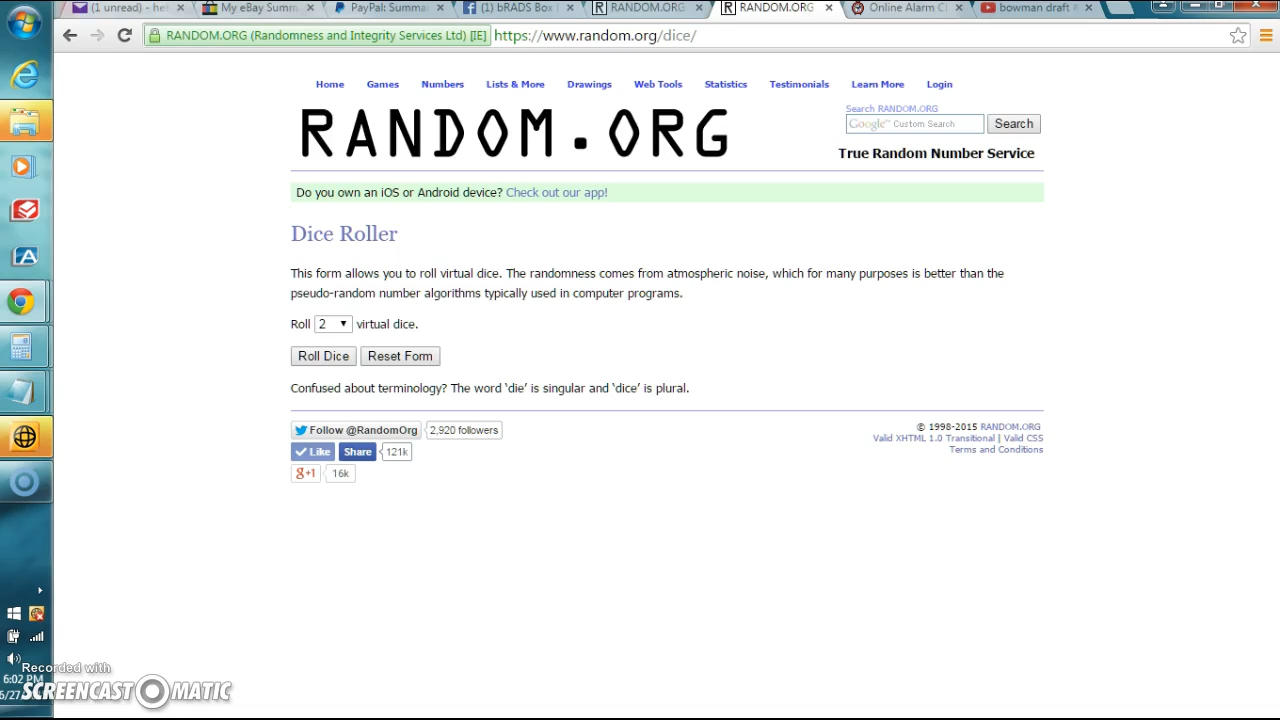 (1 unread) - he
My eBay Summ
PayPal: Summa
(1) bRADS Box
RANDOM.ORG
RANDOM.ORG
Online Alarm Cl
bowman draft
RANDOM.ORG (Randomness and Integrity Services Ltd) [IE]
https://www.random.org/dice/
Home Games Numbers Lists & More Drawings Web Tools Statistics Testimonials Learn More Login
RANDOM.ORG
Search RANDOM.ORG
Google™ Custom Search
Search
True Random Number Service
Do you own an iOS or Android device? Check out our app!
Dice Roller
This form allows you to roll virtual dice. The randomness comes from atmospheric noise, which for many purposes is better than the
pseudo-random number algorithms typically used in computer programs.
Roll 2 virtual dice.
Roll Dice Reset Form
Confused about terminology? The word ‘die’ is singular and ‘dice’ is plural.
Follow @RandomOrg 2,920 followers
Like Share 121k
g+1 16k
© 1998-2015 RANDOM.ORG
Valid XHTML 1.0 Transitional | Valid CSS
Terms and Conditions
6:02 PM
6/27/
Recorded with
SCREENCAST-O-MATIC